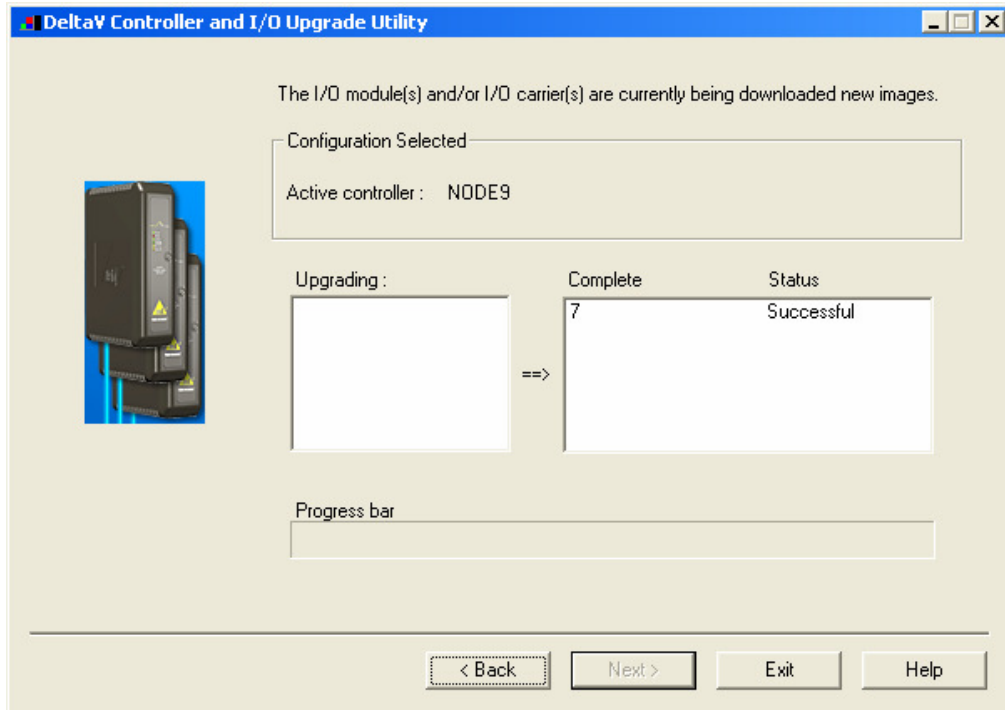 DeltaV Controller and I/O Upgrade Utility
The I/O module(s) and/or I/O carrier(s) are currently being downloaded new images.
Configuration Selected
Active controller : NODE9
Upgrading :
Complete Status
7 Successful
==>
Progress bar
< Back Next > Exit Help